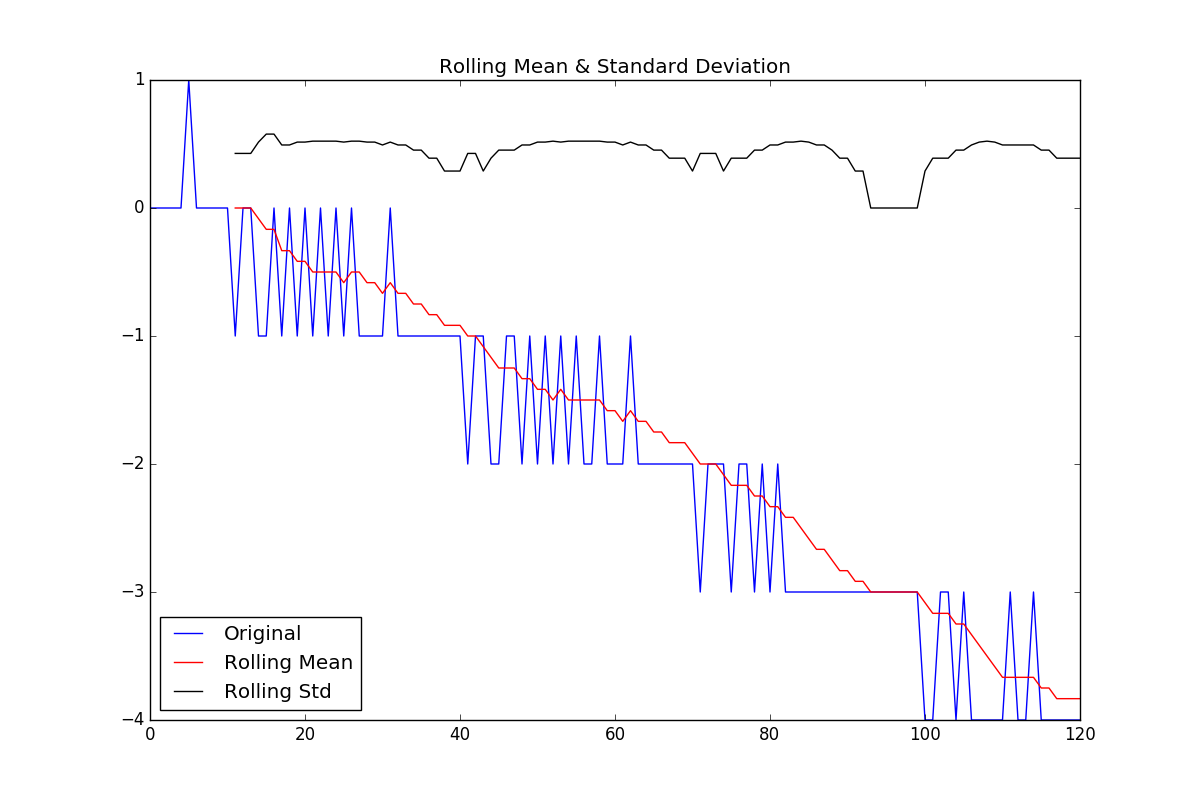 Rolling Mean & Standard Deviation
1
0
−1
−2
−3
−4
Original
Rolling Mean
Rolling Std
0 20 40 60 80 100 120